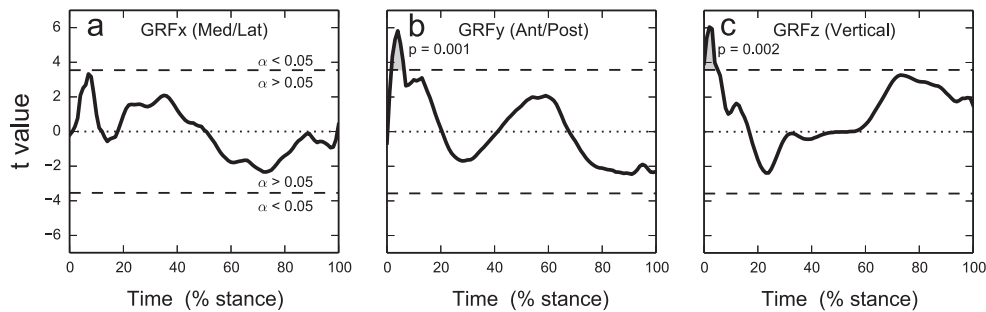 a GRFx (Med/Lat)
α < 0.05
α > 0.05
α > 0.05
α < 0.05
6
4
2
0
−2
−4
−6
t value
0 20 40 60 80 100
Time (% stance)
b GRFy (Ant/Post)
p = 0.001
0 20 40 60 80 100
Time (% stance)
c GRFz (Vertical)
p = 0.002
0 20 40 60 80 100
Time (% stance)